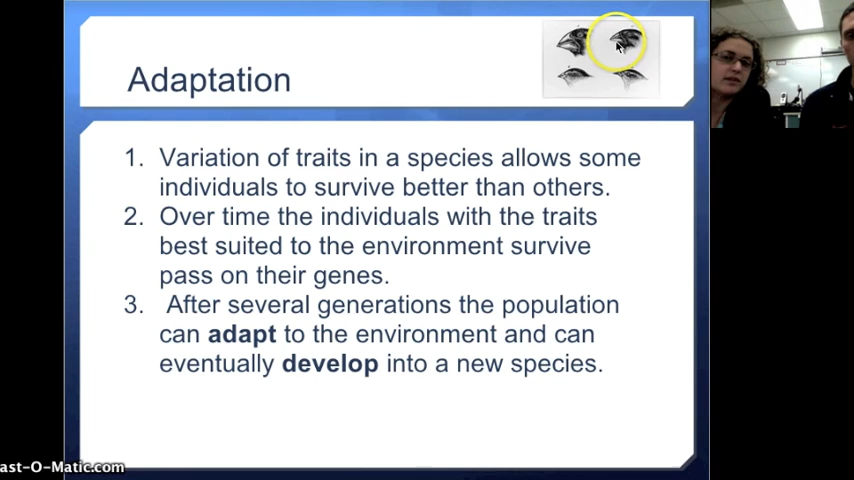 Adaptation
1. Variation of traits in a species allows some
individuals to survive better than others.
2. Over time the individuals with the traits
best suited to the environment survive
pass on their genes.
3. After several generations the population
can adapt to the environment and can
eventually develop into a new species.
ast-O-Matic.com